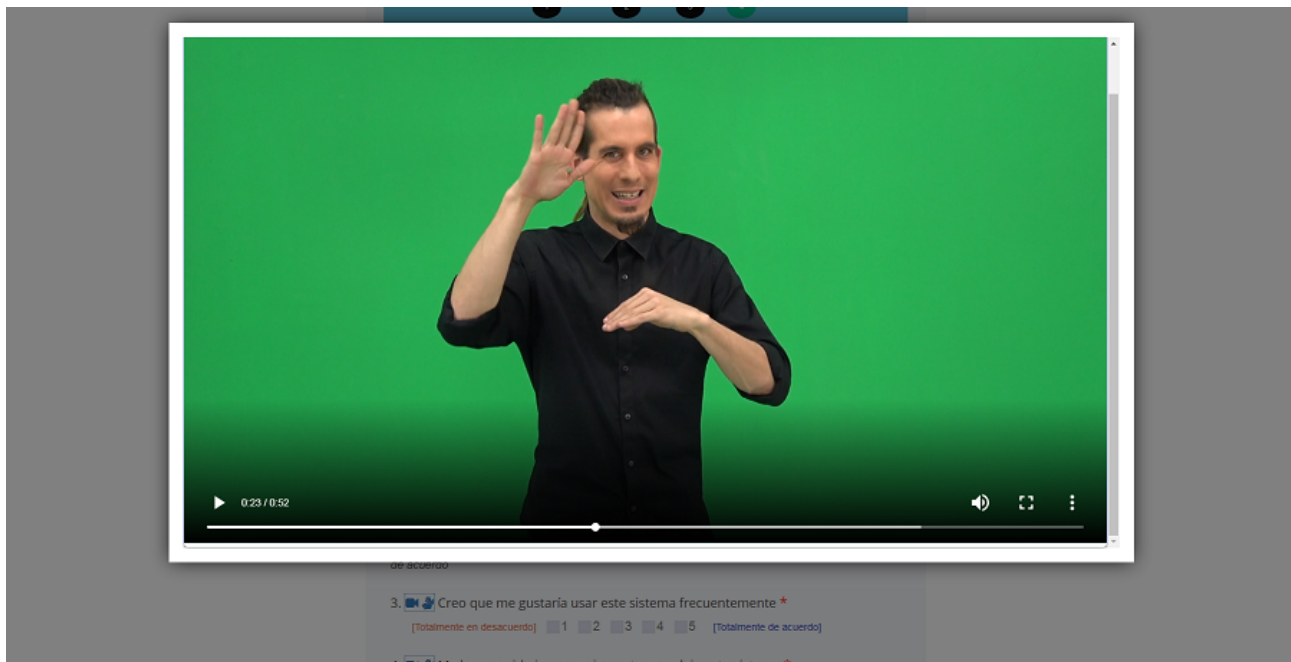 0:23 / 0:52
de acuerdo
3. Creo que me gustaría usar este sistema frecuentemente *
[Totalmente en desacuerdo] 1 2 3 4 5 [Totalmente de acuerdo]